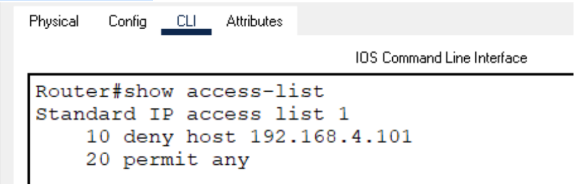 Physical Config CLI Attributes
IOS Command Line Interface
Router#show access-list
Standard IP access list 1
10 deny host 192.168.4.101
20 permit any